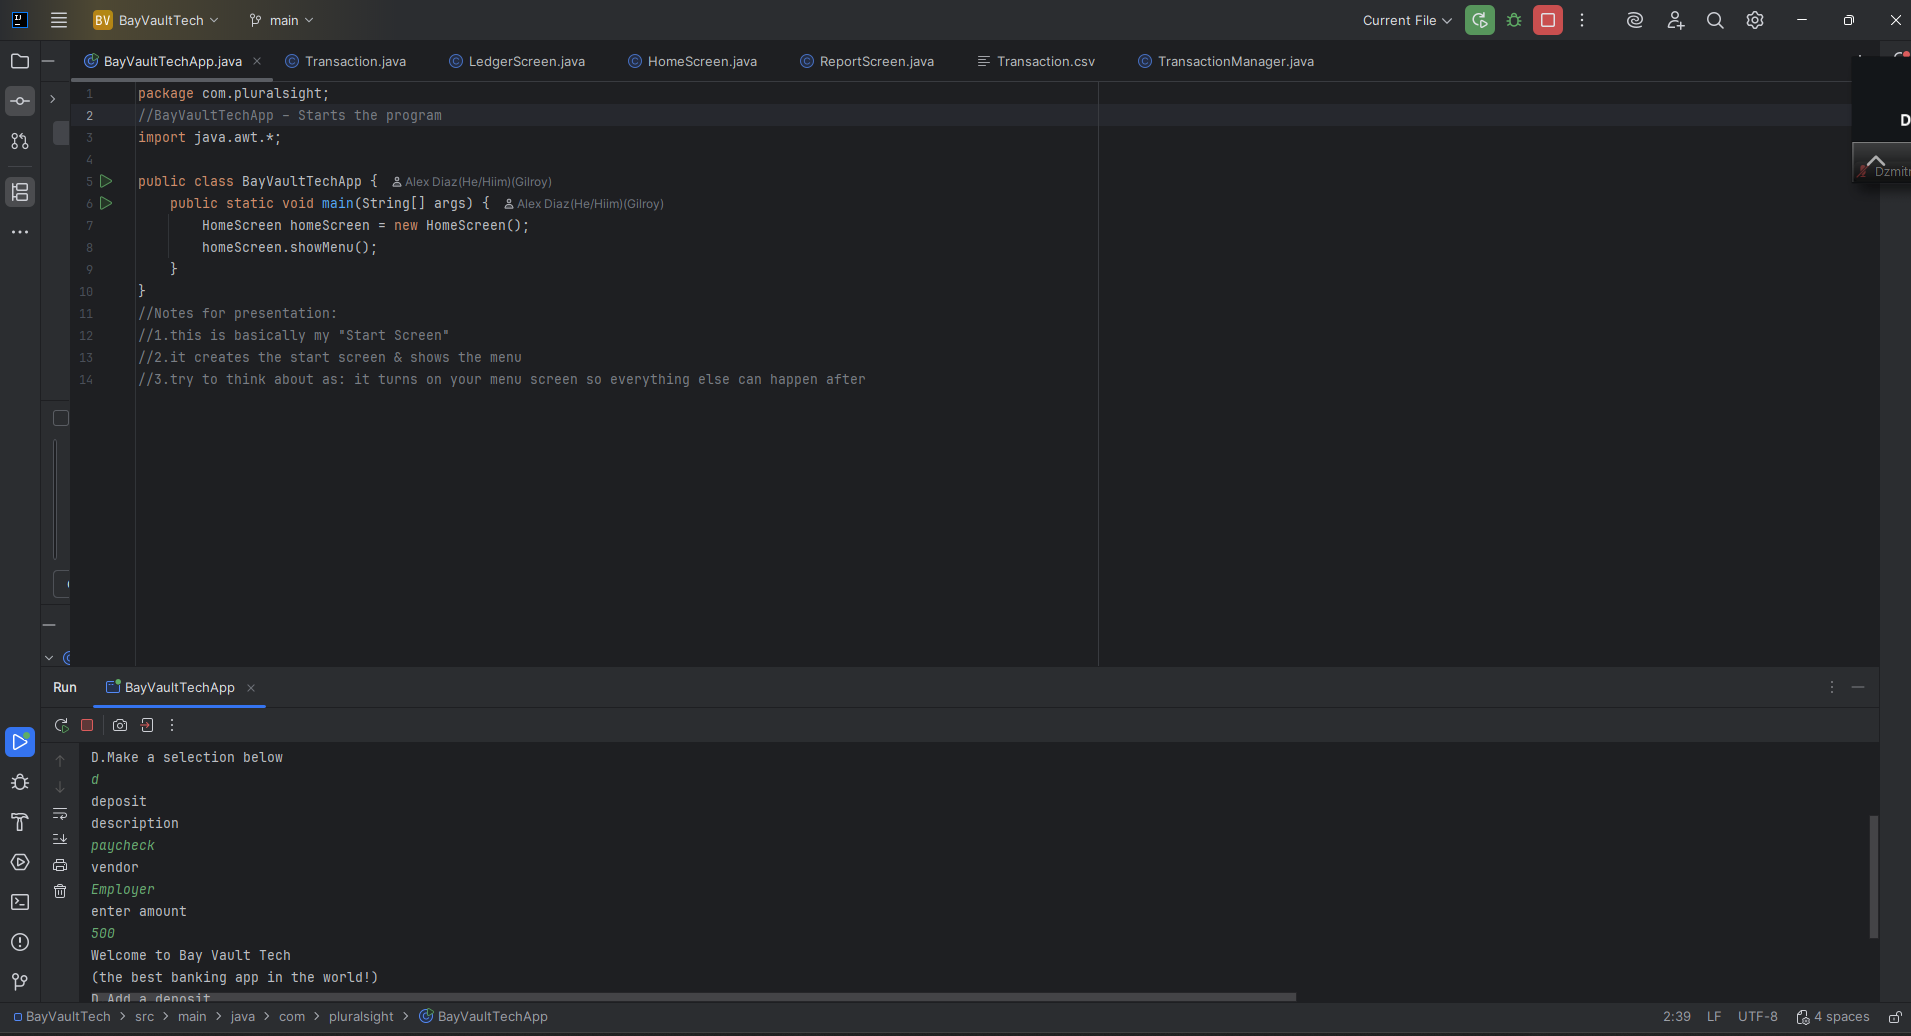 BV BayVaultTech main Current File
BayVaultTechApp.java Transaction.java LedgerScreen.java HomeScreen.java ReportScreen.java Transaction.csv TransactionManager.java
1 package com.pluralsight;
2 //BayVaultTechApp – Starts the program
3 import java.awt.*;
4
5 public class BayVaultTechApp { Alex Diaz(He/Hiim)(Gilroy)
6 public static void main(String[] args) { Alex Diaz(He/Hiim)(Gilroy)
7 HomeScreen homeScreen = new HomeScreen();
8 homeScreen.showMenu();
9 }
10 }
11 //Notes for presentation:
12 //1.this is basically my "Start Screen"
13 //2.it creates the start screen & shows the menu
14 //3.try to think about as: it turns on your menu screen so everything else can happen after
D
Dzmitr
Run BayVaultTechApp
D.Make a selection below
d
deposit
description
paycheck
vendor
Employer
enter amount
500
Welcome to Bay Vault Tech
(the best banking app in the world!)
D.Add a deposit
BayVaultTech > src > main > java > com > pluralsight > BayVaultTechApp 2:39 LF UTF-8 4 spaces